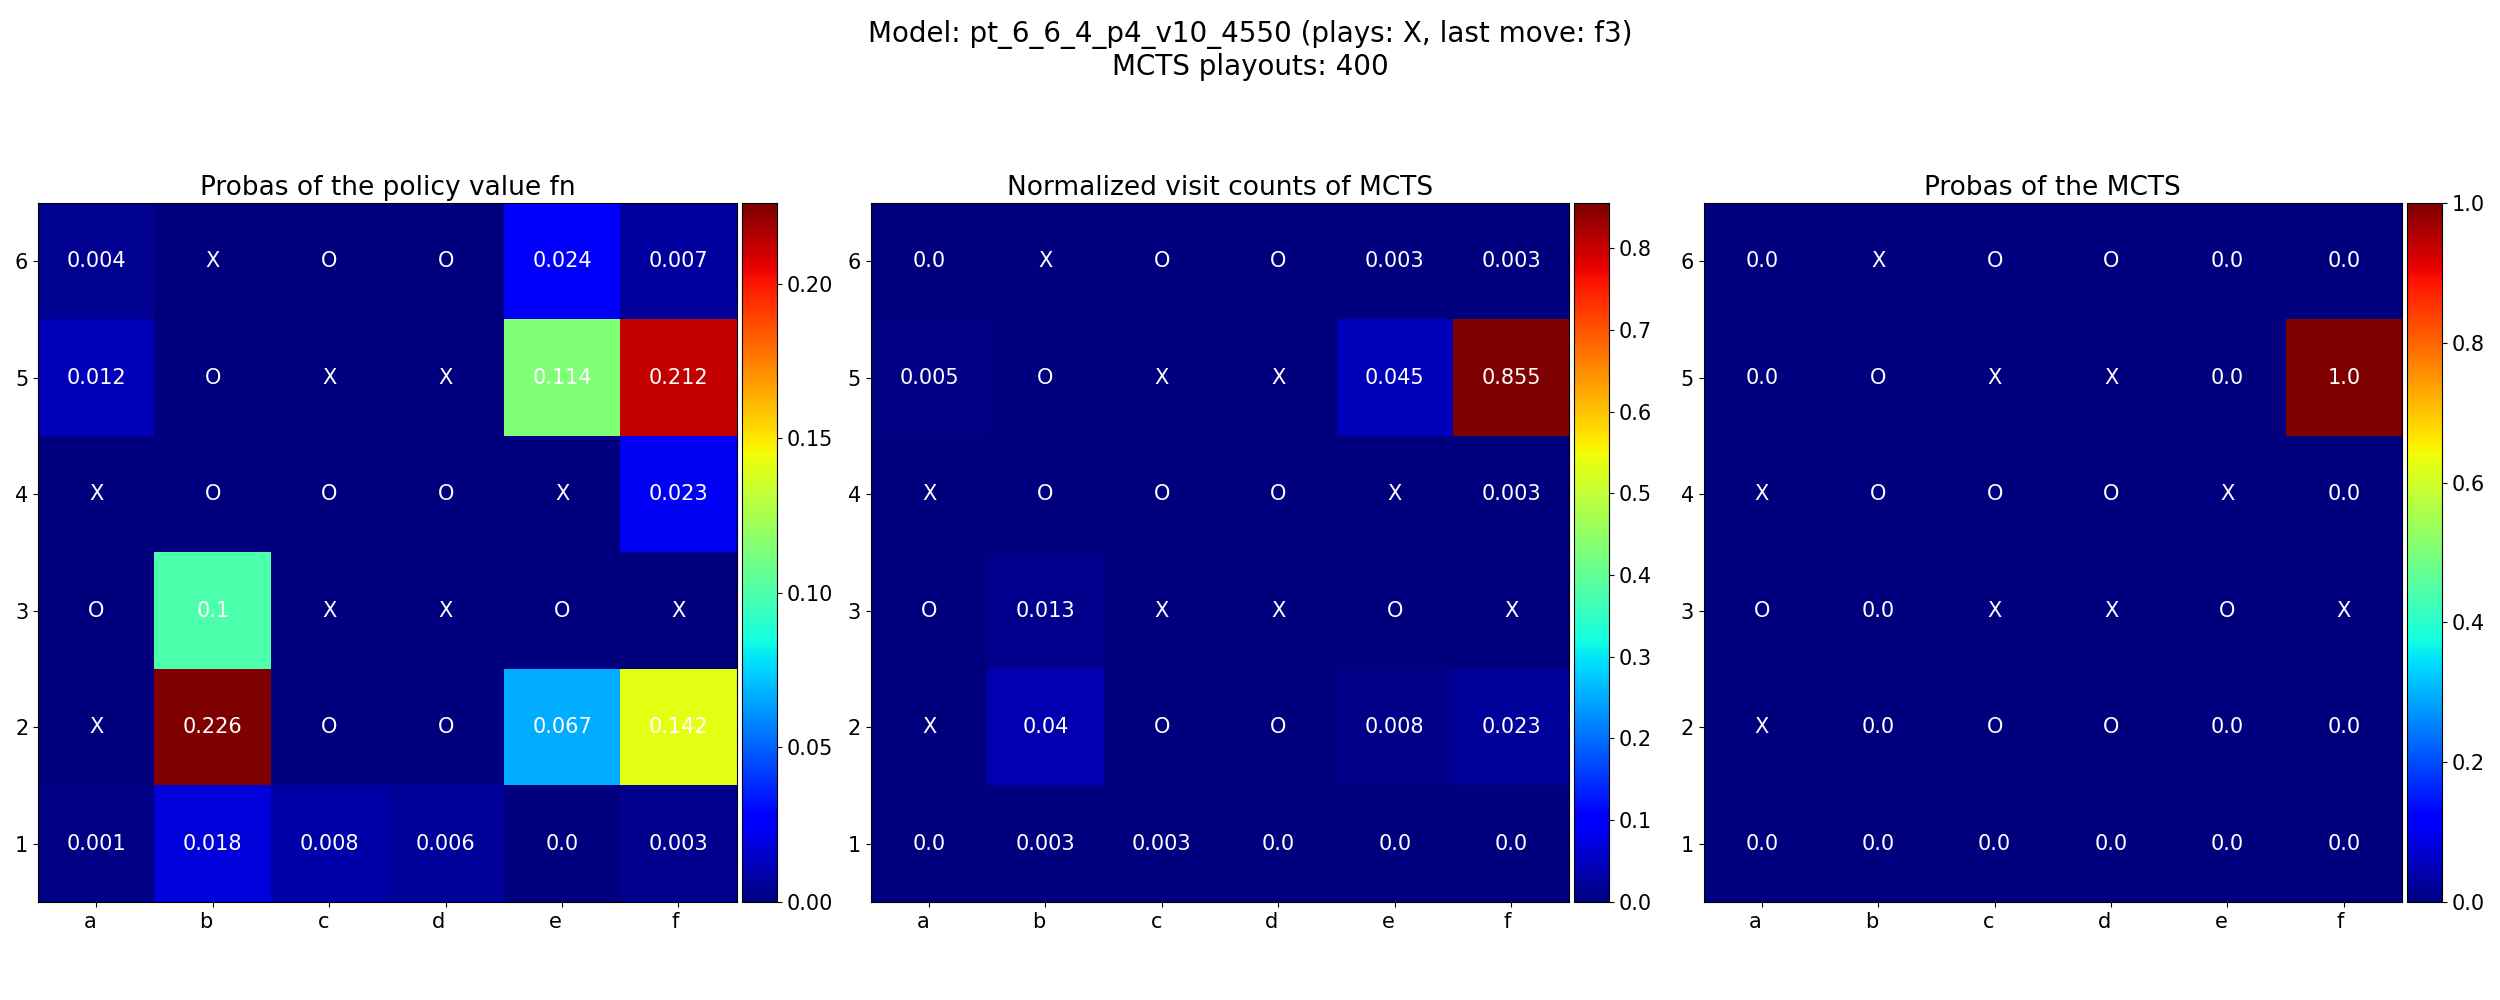 Model: pt_6_6_4_p4_v10_4550 (plays: X, last move: f3)
MCTS playouts: 400
Probas of the policy value fn
6 0.004 X O O 0.024 0.007
5 0.012 O X X 0.114 0.212
4 X O O O X 0.023
3 O 0.1 X X O X
2 X 0.226 O O 0.067 0.142
1 0.001 0.018 0.008 0.006 0.0 0.003
a b c d e f
0.20
0.15
0.10
0.05
0.00
Normalized visit counts of MCTS
6 0.0 X O O 0.003 0.003
5 0.005 O X X 0.045 0.855
4 X O O O X 0.003
3 O 0.013 X X O X
2 X 0.04 O O 0.008 0.023
1 0.0 0.003 0.003 0.0 0.0 0.0
a b c d e f
0.8
0.7
0.6
0.5
0.4
0.3
0.2
0.1
0.0
Probas of the MCTS
6 0.0 X O O 0.0 0.0
5 0.0 O X X 0.0 1.0
4 X O O O X 0.0
3 O 0.0 X X O X
2 X 0.0 O O 0.0 0.0
1 0.0 0.0 0.0 0.0 0.0 0.0
a b c d e f
1.0
0.8
0.6
0.4
0.2
0.0